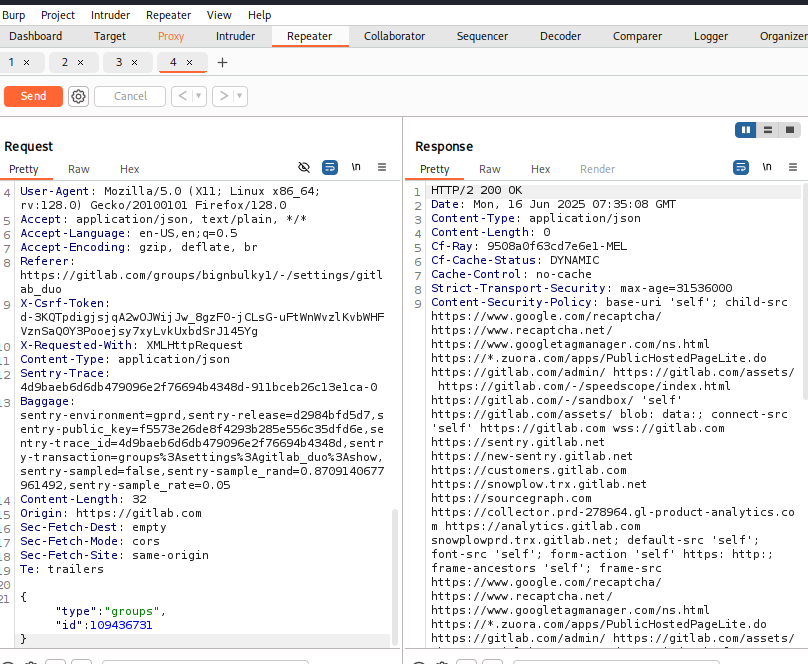 Burp Project Intruder Repeater View Help
Dashboard Target Proxy Intruder Repeater Collaborator Sequencer Decoder Comparer Logger Organizer
1 × 2 × 3 × 4 × +
Send Cancel < >
Request
Pretty Raw Hex \n
4 User-Agent: Mozilla/5.0 (X11; Linux x86_64;
rv:128.0) Gecko/20100101 Firefox/128.0
5 Accept: application/json, text/plain, */*
6 Accept-Language: en-US,en;q=0.5
7 Accept-Encoding: gzip, deflate, br
8 Referer:
https://gitlab.com/groups/bignbulky1/-/settings/gitl
ab_duo
9 X-Csrf-Token:
d-3KQTpdigjsjqA2wOJWijJw_8gzF0-jCLsG-uFtWnWvzlKvbWHF
VznSaQ0Y3Pooejsy7xyLvkUxbdSrJ145Yg
10 X-Requested-With: XMLHttpRequest
11 Content-Type: application/json
12 Sentry-Trace:
4d9baeb6d6db479096e2f76694b4348d-911bceb26c13e1ca-0
13 Baggage:
sentry-environment=gprd,sentry-release=d2984bfd5d7,s
entry-public_key=f5573e26de8f4293b285e556c35dfd6e,se
ntry-trace_id=4d9baeb6d6db479096e2f76694b4348d,sentr
y-transaction=groups%3Asettings%3Agitlab_duo%3Ashow,
sentry-sampled=false,sentry-sample_rand=0.8709140677
961492,sentry-sample_rate=0.05
14 Content-Length: 32
15 Origin: https://gitlab.com
16 Sec-Fetch-Dest: empty
17 Sec-Fetch-Mode: cors
18 Sec-Fetch-Site: same-origin
19 Te: trailers
20
21 {
"type":"groups",
"id":109436731
}
Response
Pretty Raw Hex Render \n
1 HTTP/2 200 OK
2 Date: Mon, 16 Jun 2025 07:35:08 GMT
3 Content-Type: application/json
4 Content-Length: 0
5 Cf-Ray: 9508a0f63cd7e6e1-MEL
6 Cf-Cache-Status: DYNAMIC
7 Cache-Control: no-cache
8 Strict-Transport-Security: max-age=31536000
9 Content-Security-Policy: base-uri 'self'; child-src
https://www.google.com/recaptcha/
https://www.recaptcha.net/
https://www.googletagmanager.com/ns.html
https://*.zuora.com/apps/PublicHostedPageLite.do
https://gitlab.com/admin/ https://gitlab.com/assets/
https://gitlab.com/-/speedscope/index.html
https://gitlab.com/-/sandbox/ 'self'
https://gitlab.com/assets/ blob: data:; connect-src
'self' https://gitlab.com wss://gitlab.com
https://sentry.gitlab.net
https://new-sentry.gitlab.net
https://customers.gitlab.com
https://snowplow.trx.gitlab.net
https://sourcegraph.com
https://collector.prd-278964.gl-product-analytics.co
m https://analytics.gitlab.com
snowplowprd.trx.gitlab.net; default-src 'self';
font-src 'self'; form-action 'self' https: http:;
frame-ancestors 'self'; frame-src
https://www.google.com/recaptcha/
https://www.recaptcha.net/
https://www.googletagmanager.com/ns.html
https://*.zuora.com/apps/PublicHostedPageLite.do
https://gitlab.com/admin/ https://gitlab.com/assets/